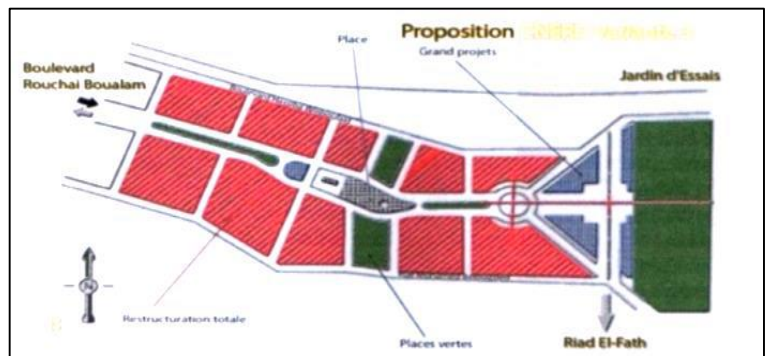 Proposition
Place
Grand projets
Boulevard
Rouchai Boualam
Jardin d'Essais
N
Restructuration totale
Places vertes
Riad El-Fath